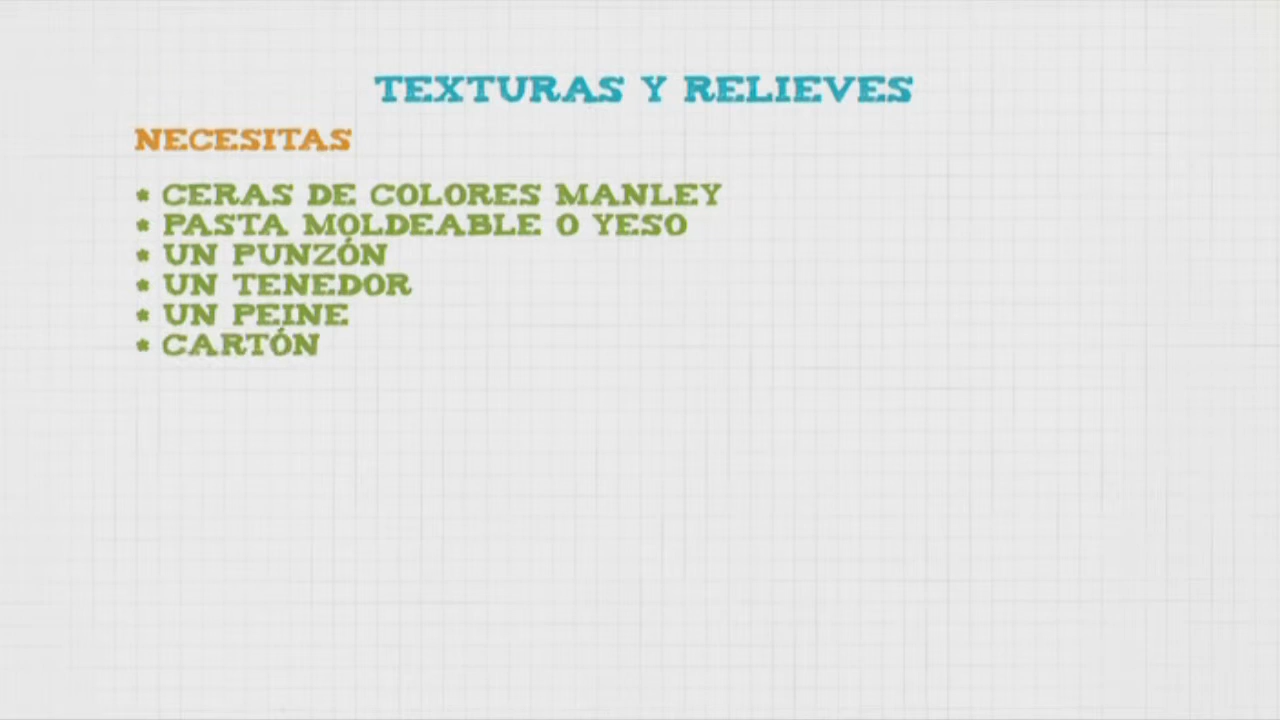 TEXTURAS Y RELIEVES
NECESITAS
* CERAS DE COLORES MANLEY
* PASTA MOLDEABLE O YESO
* UN PUNZÓN
* UN TENEDOR
* UN PEINE
* CARTÓN